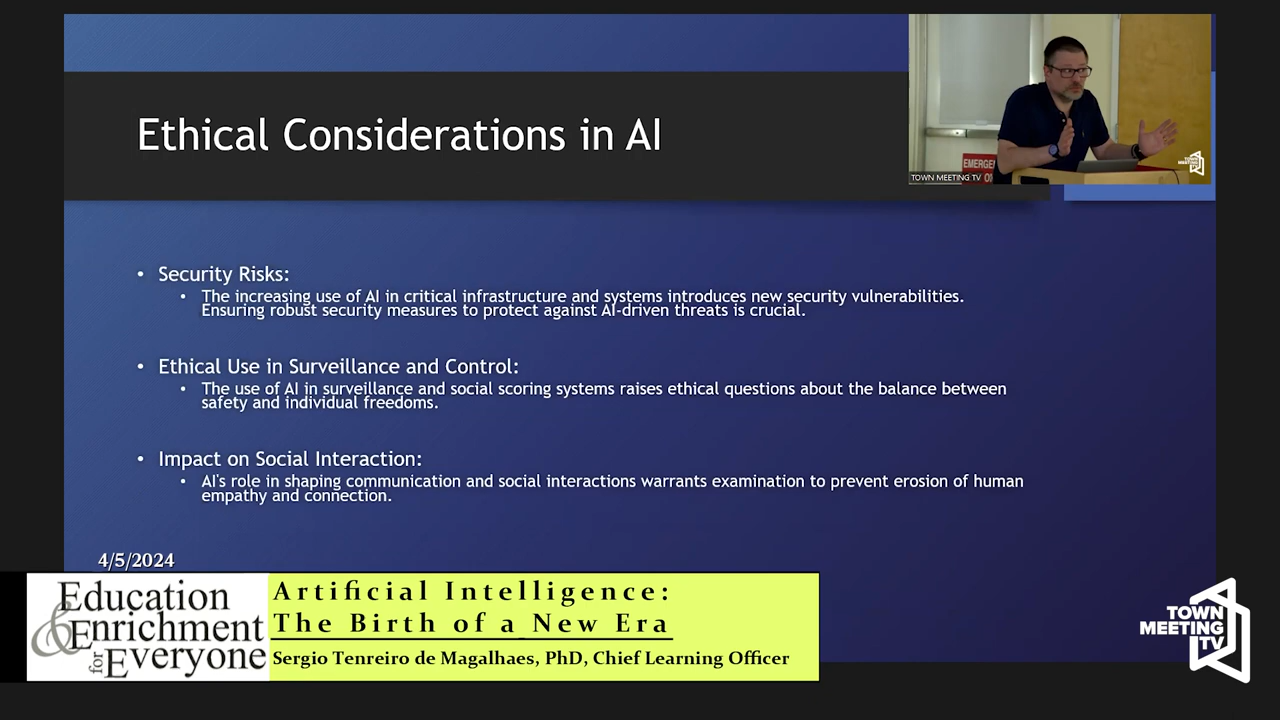 Ethical Considerations in AI
EMERGEN
TOWN MEETING TV
TOWN
MEETING
TV
• Security Risks:
• The increasing use of AI in critical infrastructure and systems introduces new security vulnerabilities.
Ensuring robust security measures to protect against AI-driven threats is crucial.
• Ethical Use in Surveillance and Control:
• The use of AI in surveillance and social scoring systems raises ethical questions about the balance between
safety and individual freedoms.
• Impact on Social Interaction:
• AI's role in shaping communication and social interactions warrants examination to prevent erosion of human
empathy and connection.
4/5/2024
Education
& Enrichment
for Everyone
Artificial Intelligence:
The Birth of a New Era
Sergio Tenreiro de Magalhaes, PhD, Chief Learning Officer
TOWN
MEETING
TV